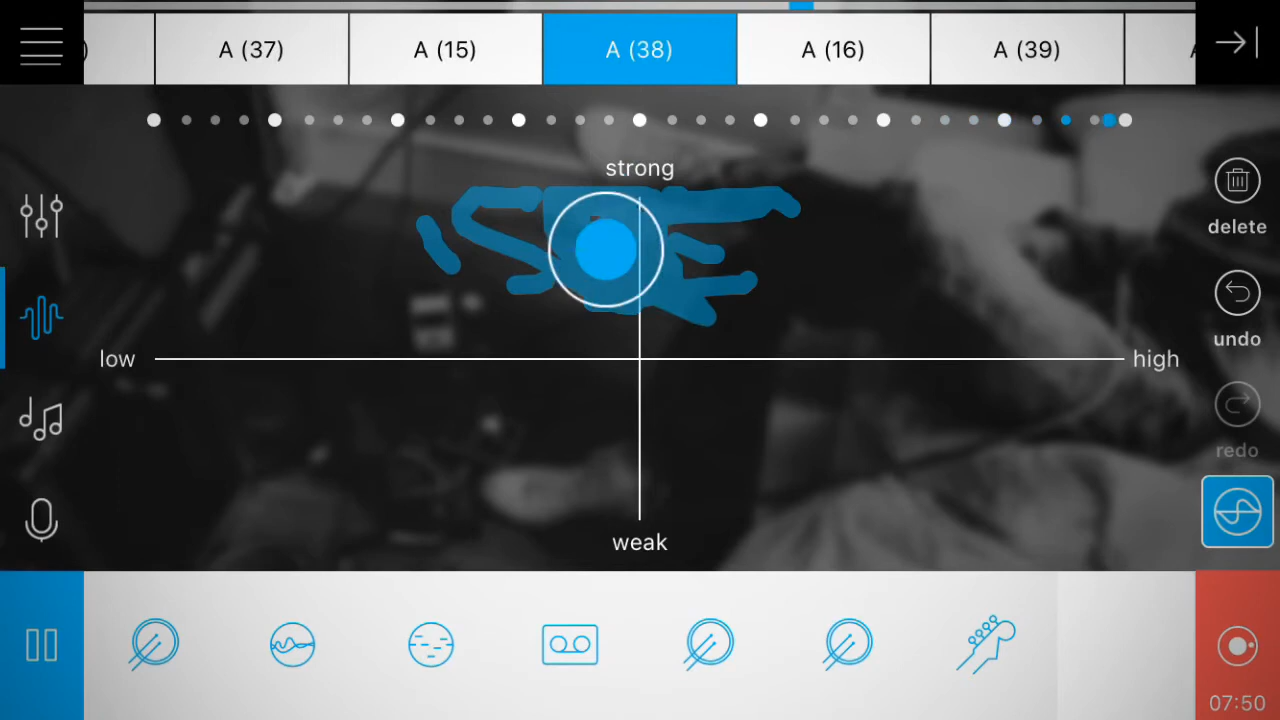 ) A (37) A (15) A (38) A (16) A (39)
strong
delete
undo
low high
redo
weak
07:50